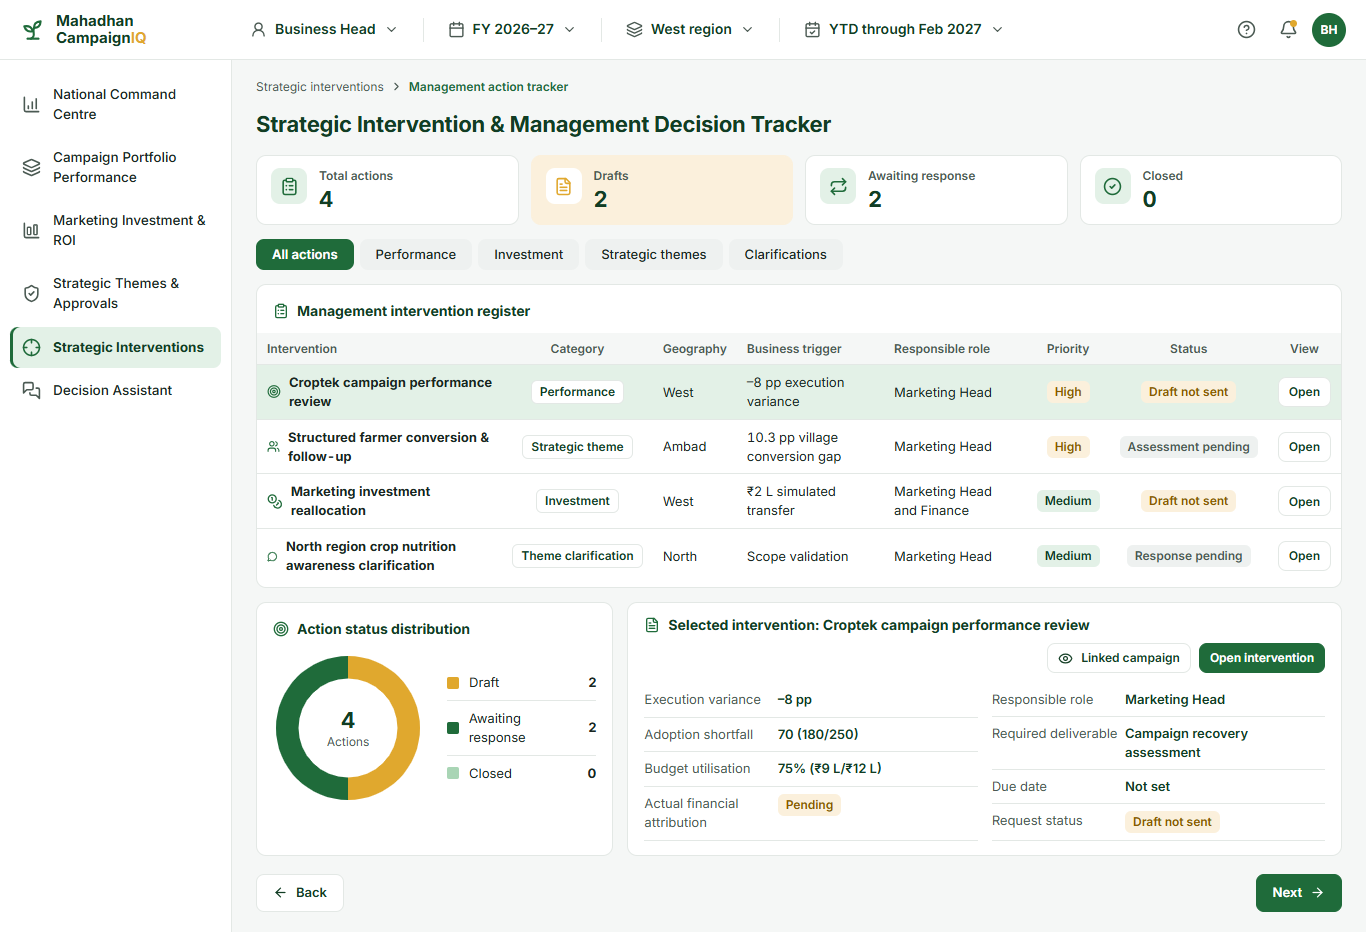 Mahadhan
CampaignIQ
Business Head
FY 2026–27
West region
YTD through Feb 2027
BH
National Command
Centre
Campaign Portfolio
Performance
Marketing Investment &
ROI
Strategic Themes &
Approvals
Strategic Interventions
Decision Assistant
Strategic interventions > Management action tracker
Strategic Intervention & Management Decision Tracker
Total actions
4
Drafts
2
Awaiting response
2
Closed
0
All actions
Performance
Investment
Strategic themes
Clarifications
Management intervention register
Intervention Category Geography Business trigger Responsible role Priority Status View
Croptek campaign performance
review
Performance
West
–8 pp execution
variance
Marketing Head
High
Draft not sent
Open
Structured farmer conversion &
follow-up
Strategic theme
Ambad
10.3 pp village
conversion gap
Marketing Head
High
Assessment pending
Open
Marketing investment
reallocation
Investment
West
₹2 L simulated
transfer
Marketing Head
and Finance
Medium
Draft not sent
Open
North region crop nutrition
awareness clarification
Theme clarification
North
Scope validation
Marketing Head
Medium
Response pending
Open
Action status distribution
4
Actions
Draft 2
Awaiting
response
2
Closed 0
Selected intervention: Croptek campaign performance review
Linked campaign
Open intervention
Execution variance –8 pp
Adoption shortfall 70 (180/250)
Budget utilisation 75% (₹9 L/₹12 L)
Actual financial
attribution
Pending
Responsible role Marketing Head
Required deliverable Campaign recovery
assessment
Due date Not set
Request status Draft not sent
Back
Next